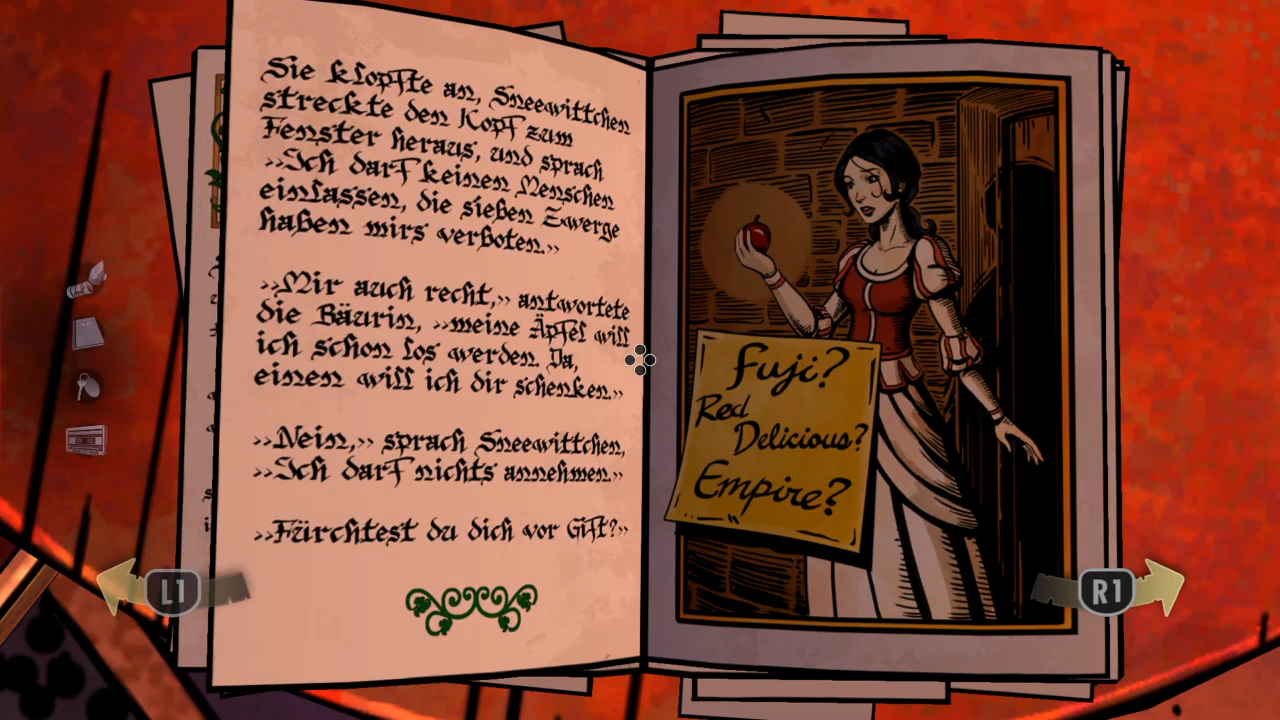 Sie klopfte an, Sneewittchen
streckte den Kopf zum
Fenster heraus, und sprach
»Ich darf keinen Menschen
einlassen, die sieben Zwerge
haben mirs verboten.»
»Mir auch recht,» antwortete
die Bäurin, »meine Äpfel will
ich schon los werden. Da,
einen will ich dir schenken.»
»Nein,» sprach Sneewittchen,
»Ich darf nichts annehmen.»
»Fürchtest du dich vor Gift?»
Fuji?
Red
Delicious?
Empire?
L1
R1